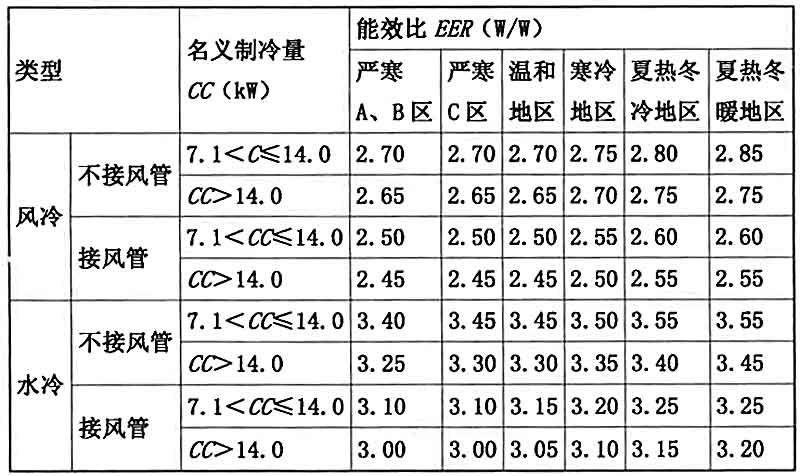 类型 名义制冷量 CC（kW） 能效比 EER（W/W）
严寒A、B区 严寒C区 温和地区 寒冷地区 夏热冬冷地区 夏热冬暖地区
风冷 不接风管 7.1＜C≤14.0 2.70 2.70 2.70 2.75 2.80 2.85
CC＞14.0 2.65 2.65 2.65 2.70 2.75 2.75
接风管 7.1＜CC≤14.0 2.50 2.50 2.50 2.55 2.60 2.60
CC＞14.0 2.45 2.45 2.45 2.50 2.55 2.55
水冷 不接风管 7.1＜CC≤14.0 3.40 3.45 3.45 3.50 3.55 3.55
CC＞14.0 3.25 3.30 3.30 3.35 3.40 3.45
接风管 7.1＜CC≤14.0 3.10 3.10 3.15 3.20 3.25 3.25
CC＞14.0 3.00 3.00 3.05 3.10 3.15 3.20